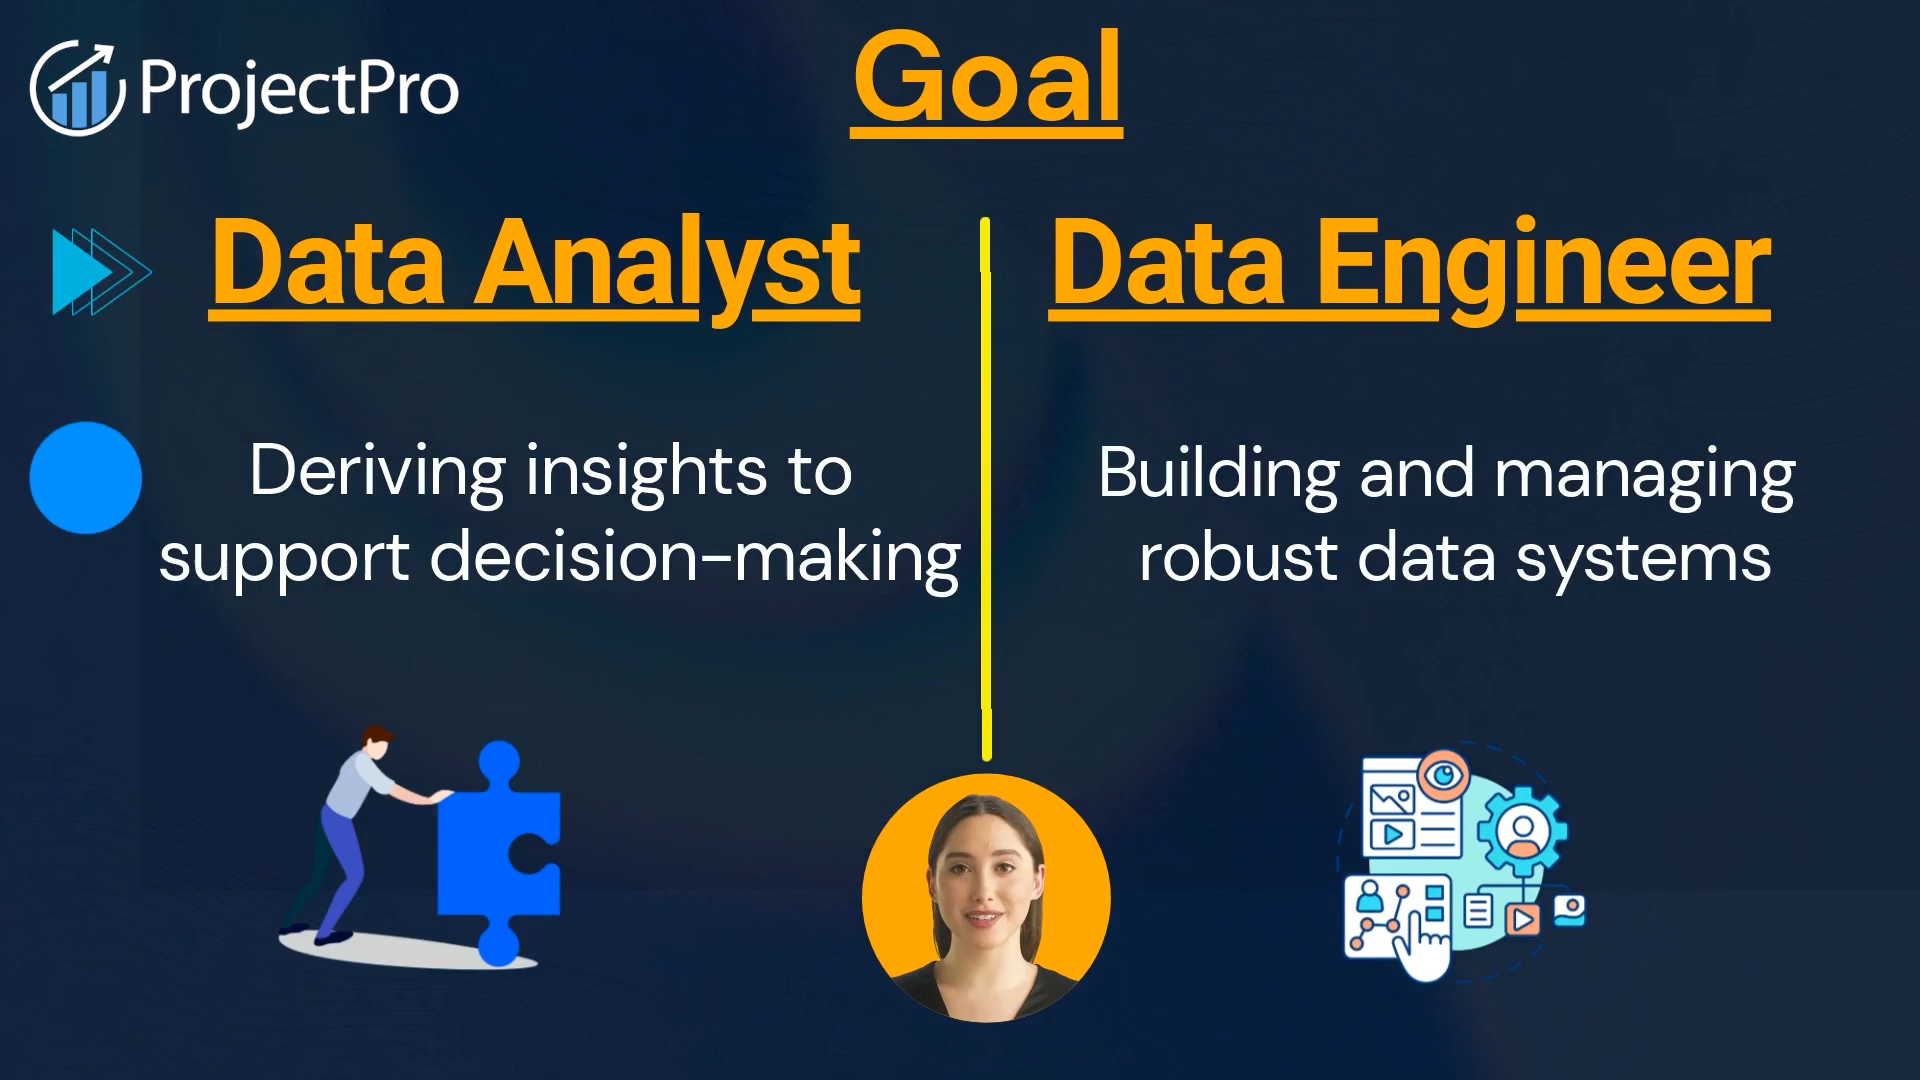 ProjectPro
Goal
Data Analyst
Deriving insights to
support decision-making
Data Engineer
Building and managing
robust data systems